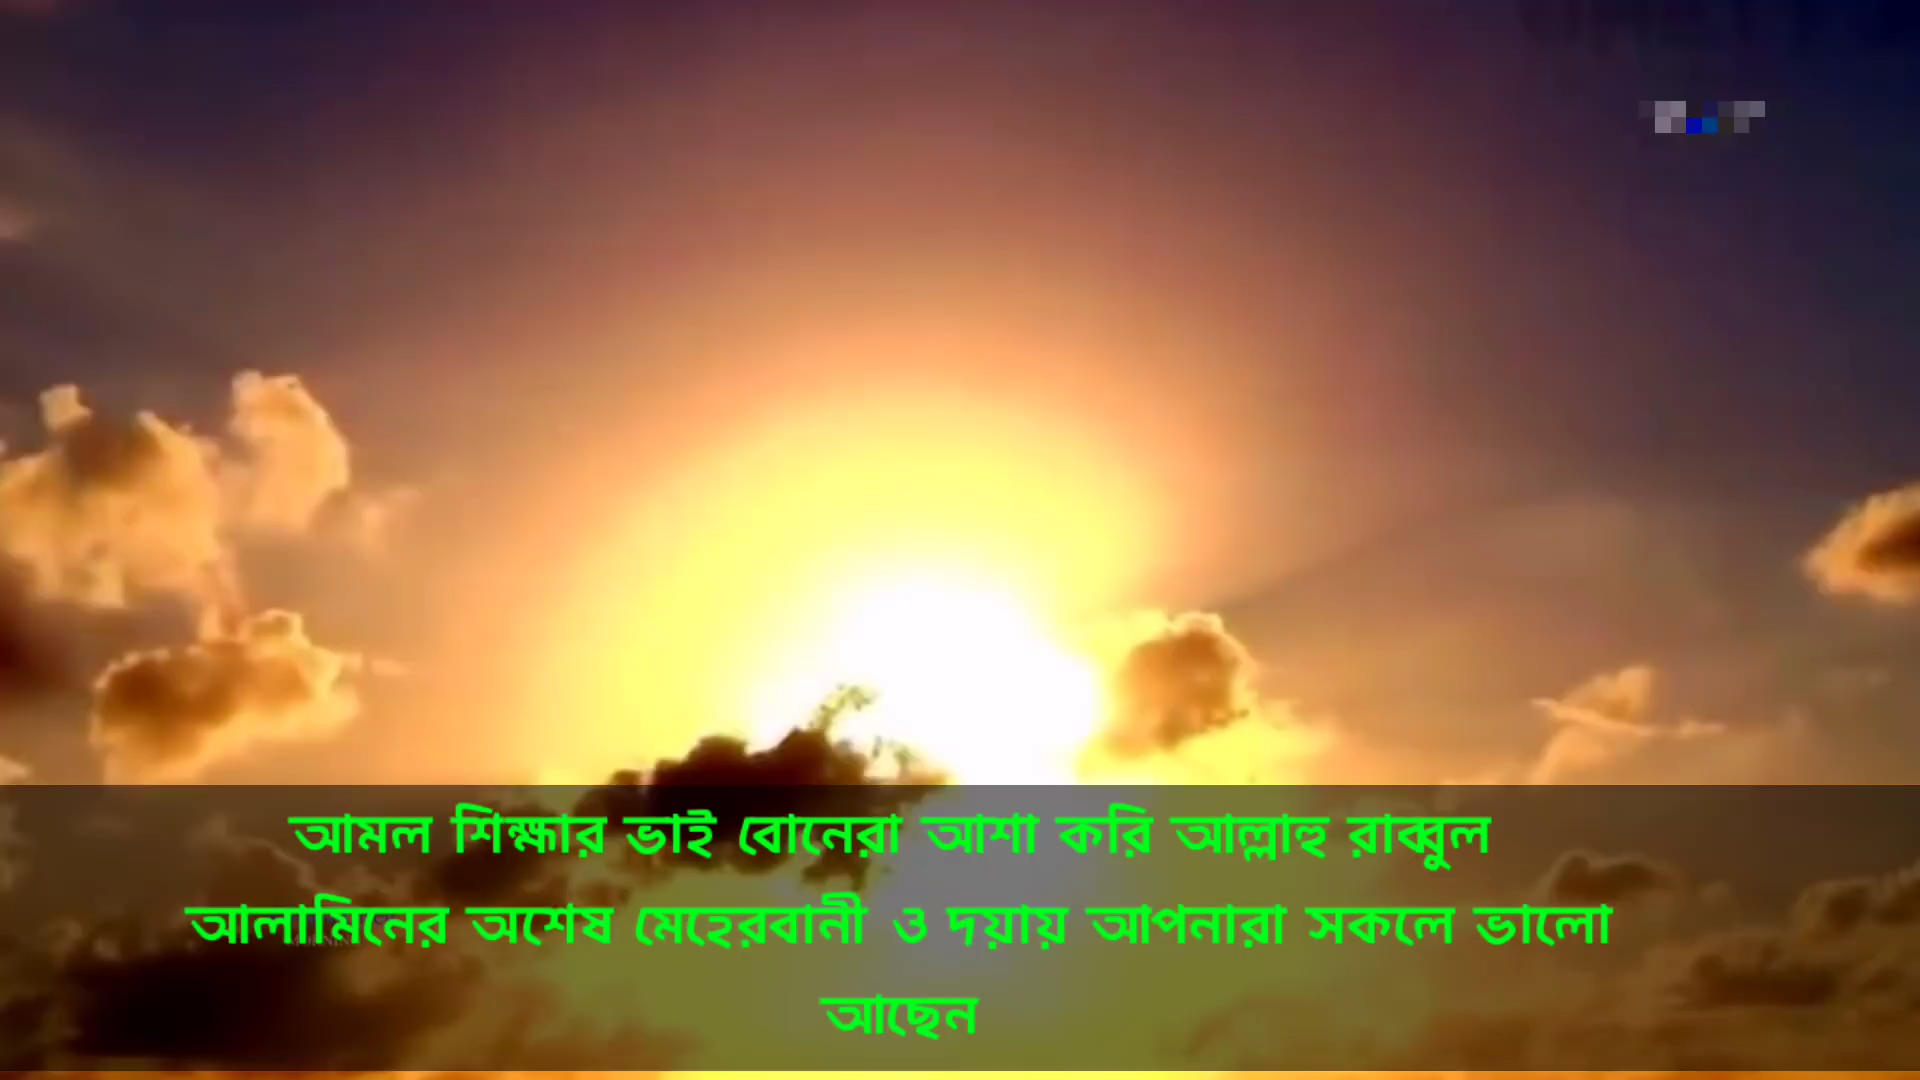 আমল শিক্ষার ভাই বোনেরা আশা করি আল্লাহু রাব্বুল
আলামিনের অশেষ মেহেরবানী ও দয়ায় আপনারা সকলে ভালো
আছেন